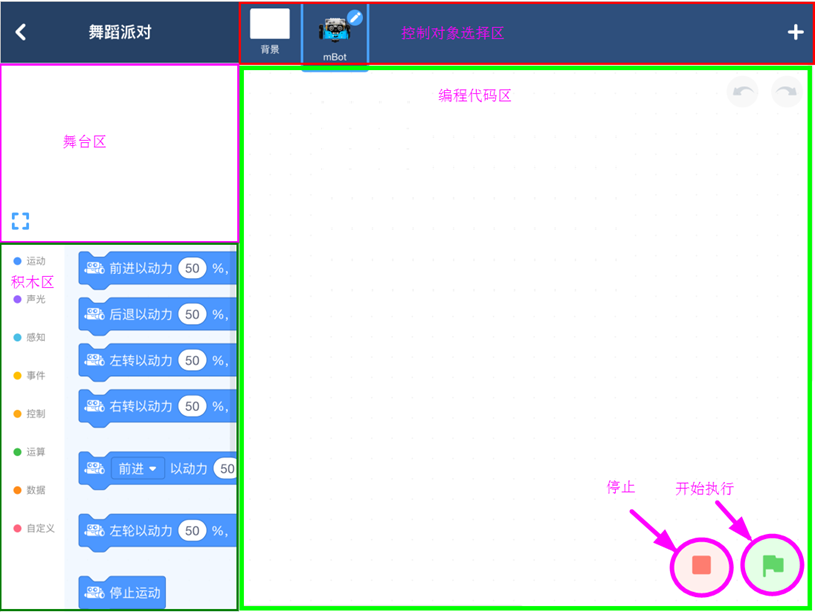 舞蹈派对
背景
mBot
控制对象选择区
编程代码区
舞台区
积木区
运动
声光
感知
事件
控制
运算
数据
自定义
前进以动力 50 %,
后退以动力 50 %,
左转以动力 50 %,
右转以动力 50 %,
前进 以动力 50
左轮以动力 50 %,
停止运动
停止
开始执行